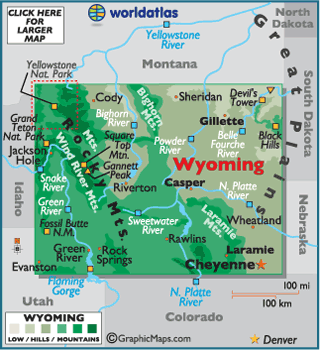 CLICK HERE
FOR
LARGER
MAP
worldatlas
Yellowstone
River
North
Dakota
South
Dakota
Montana
Great Plains
Yellowstone
Nat. Park
Cody
Bighorn
River
Bighorn
Mts.
Sheridan
Devil's
Tower
Grand
Teton
Nat. Park
Rocky Mts.
Square
Top
Mtn.
Gillette
Powder
River
Belle
Fourche
River
Black
Hills
Jackson
Hole
Wind River Mts.
Gannett
Peak
Wyoming
Snake
River
Riverton
Casper
N. Platte
River
Idaho
Green
River
Sweetwater
River
Laramie
Mts.
Wheatland
Nebraska
Fossil Butte
N.M.
Rawlins
Green
River
Rock
Springs
Laramie
Evanston
Cheyenne
Flaming
Gorge
N. Platte
River
100 mi
100 km
Utah
Colorado
WYOMING
LOW / HILLS / MOUNTAINS
©GraphicMaps.com
Denver